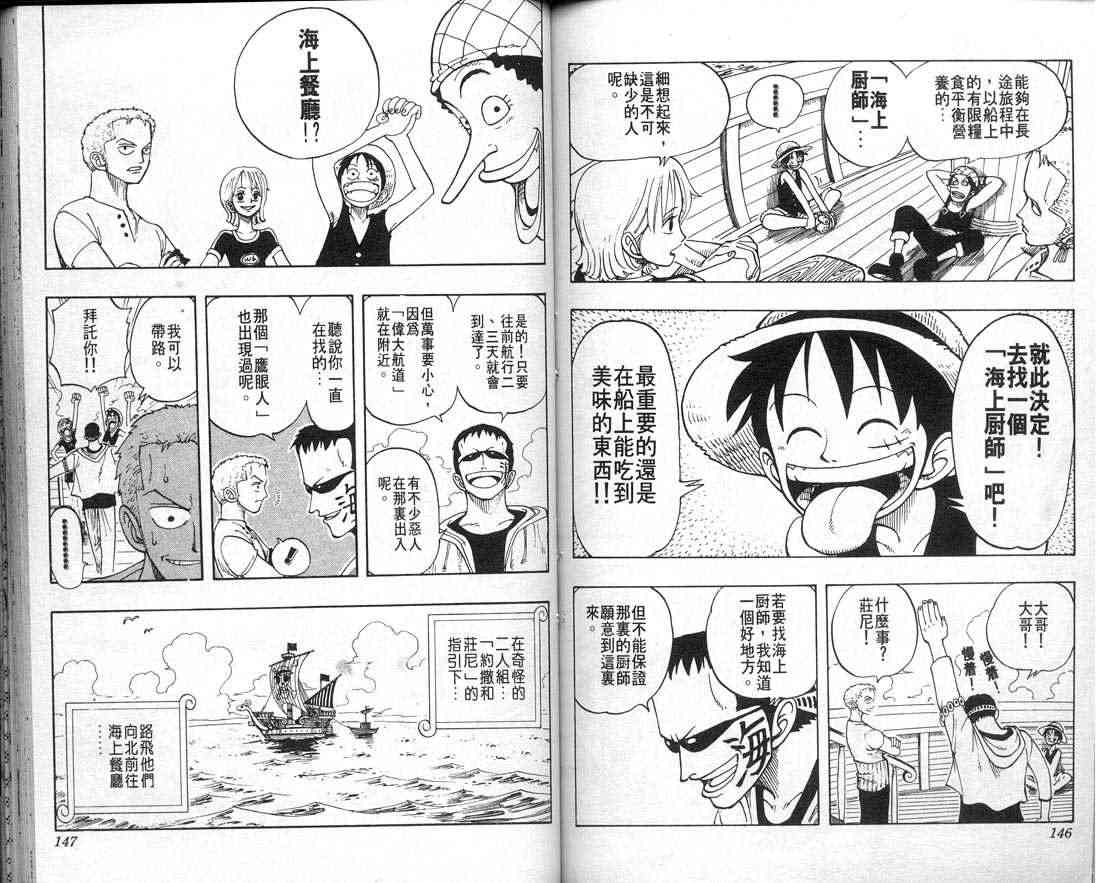 能夠在長
途旅程中
，以船上
的有限糧
食平衡營
養的⋯
「海上
廚師」⋯
⋯⋯
細想起來，
這是不可
缺少的人
呢。
就此決定！
去找一個
「海上廚師」吧！
最重要的還是
在船上能吃到
美味的東西!!
大哥！
大哥！
慢着！
慢着！
什麼事？
莊尼！
若要找海上
廚師，我知道
一個好地方。
但不能保證
那裏的廚師
願意到這裏
來。
海
146
海上餐廳!?
是的！只要
往前航行二
、三天就會
到達了。
但萬事要小心，
因爲
「偉大航道」
就在附近。
有不少惡人
在那裏出入
呢。
聽說你一直
在找的⋯
那個「鷹眼人」
也出現過呢。
！
海
我可以
帶路。
拜託你!!
⋯⋯⋯
在奇怪的
二人組⋯
「約撒和
莊尼」的
指引下⋯
路飛他們
向北前往
海上餐廳
⋯⋯
147